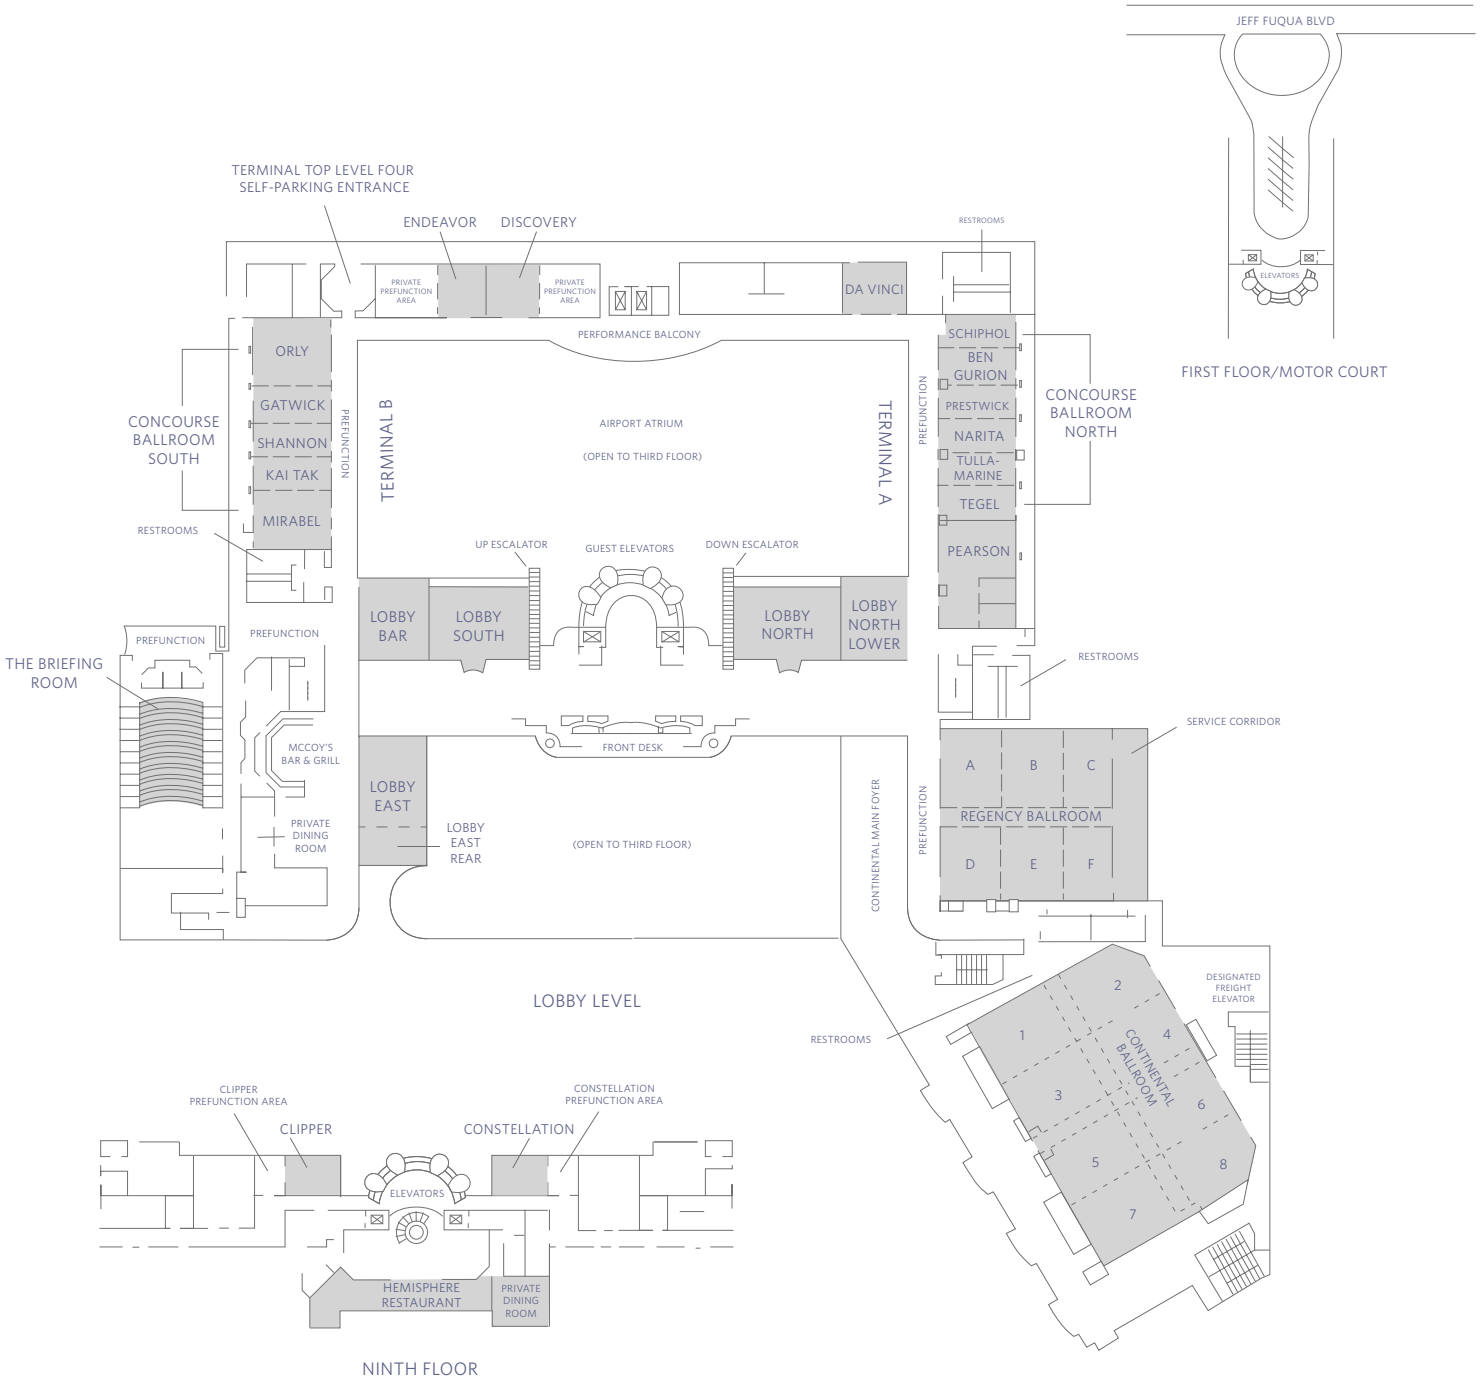 JEFF FUQUA BLVD
ELEVATORS
FIRST FLOOR/MOTOR COURT
TERMINAL TOP LEVEL FOUR
SELF-PARKING ENTRANCE
ENDEAVOR
DISCOVERY
RESTROOMS
PRIVATE
PREFUNCTION
AREA
PRIVATE
PREFUNCTION
AREA
DA VINCI
PERFORMANCE BALCONY
ORLY
GATWICK
SHANNON
KAI TAK
MIRABEL
CONCOURSE
BALLROOM
SOUTH
PREFUNCTION
TERMINAL B
AIRPORT ATRIUM
(OPEN TO THIRD FLOOR)
TERMINAL A
PREFUNCTION
SCHIPHOL
BEN
GURION
PRESTWICK
NARITA
TULLA-
MARINE
TEGEL
PEARSON
CONCOURSE
BALLROOM
NORTH
RESTROOMS
UP ESCALATOR
GUEST ELEVATORS
DOWN ESCALATOR
LOBBY
BAR
LOBBY
SOUTH
LOBBY
NORTH
LOBBY
NORTH
LOWER
PREFUNCTION
PREFUNCTION
THE BRIEFING
ROOM
RESTROOMS
SERVICE CORRIDOR
MCCOY'S
BAR & GRILL
FRONT DESK
LOBBY
EAST
PRIVATE
DINING
ROOM
LOBBY
EAST
REAR
(OPEN TO THIRD FLOOR)
CONTINENTAL MAIN FOYER
PREFUNCTION
A
B
C
REGENCY BALLROOM
D
E
F
LOBBY LEVEL
RESTROOMS
DESIGNATED
FREIGHT
ELEVATOR
1
2
3
4
CONTINENTAL
BALLROOM
5
6
7
8
CLIPPER
PREFUNCTION AREA
CONSTELLATION
PREFUNCTION AREA
CLIPPER
CONSTELLATION
ELEVATORS
HEMISPHERE
RESTAURANT
PRIVATE
DINING
ROOM
NINTH FLOOR